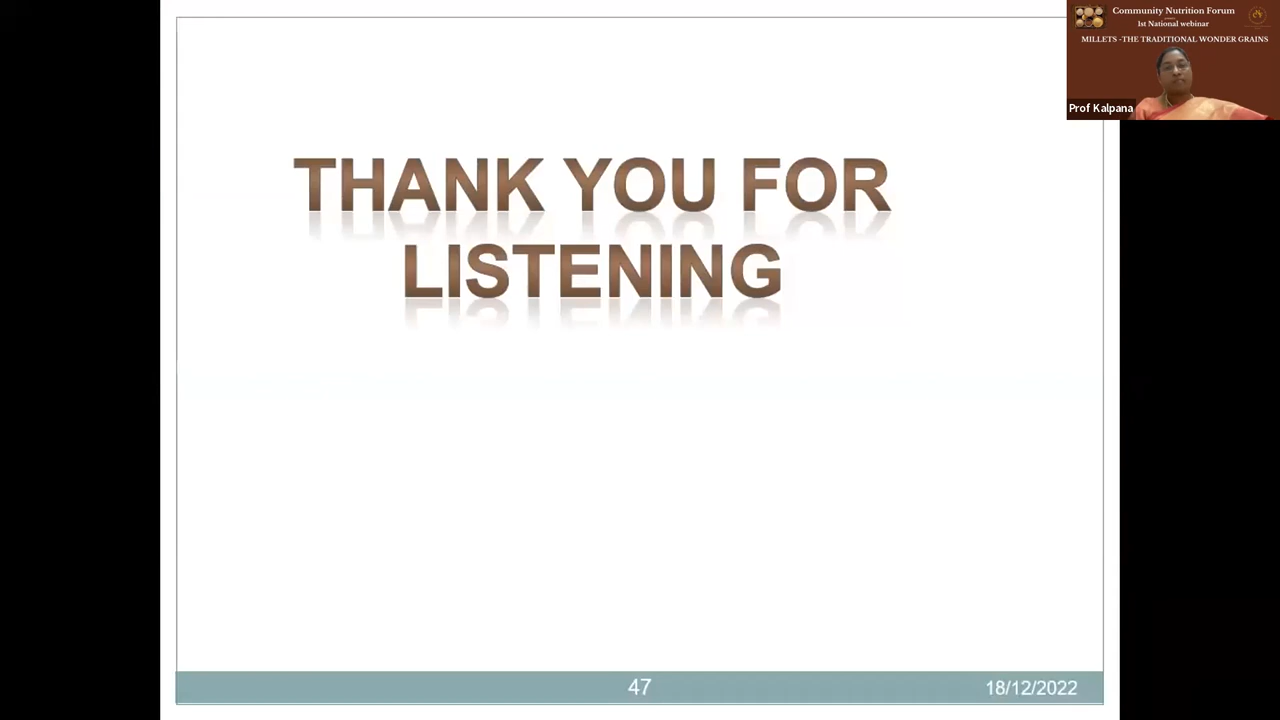 THANK YOU FOR
LISTENING
47
18/12/2022
Community Nutrition Forum
1st National webinar
MILLETS -THE TRADITIONAL WONDER GRAINS
Prof Kalpana